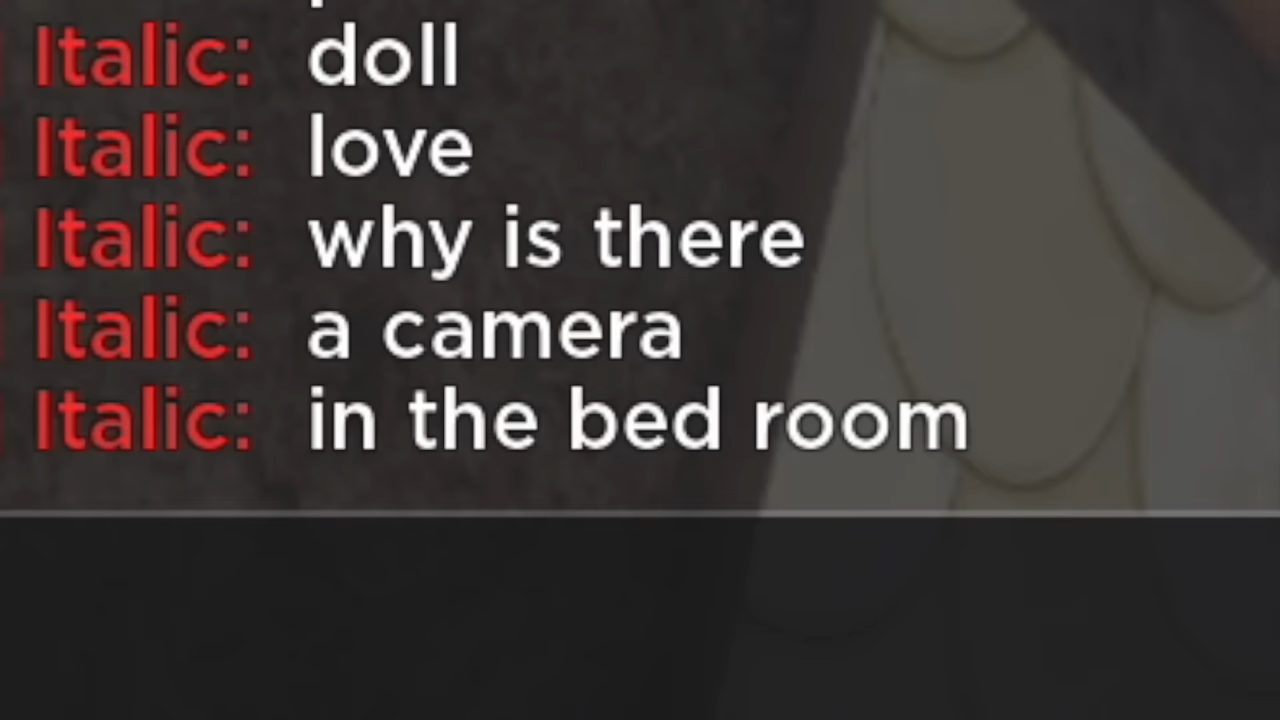 Italic: doll
Italic: love
Italic: why is there
Italic: a camera
Italic: in the bed room